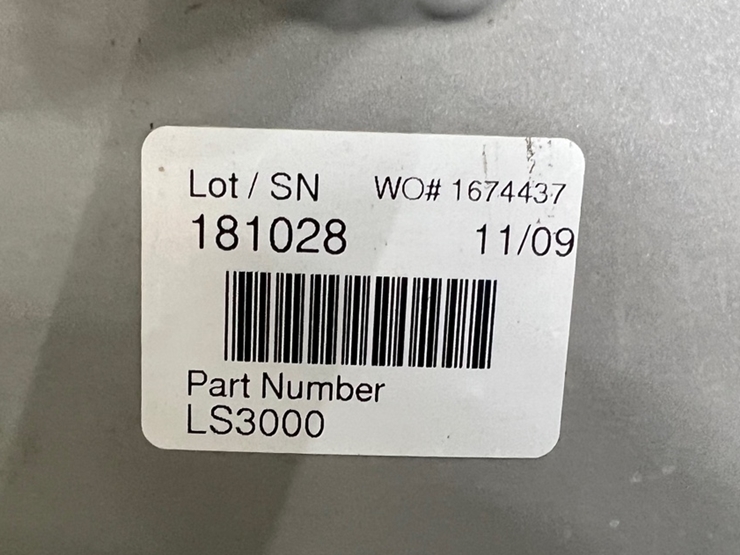 Lot / SN WO# 1674437
181028 11/09
Part Number
LS3000